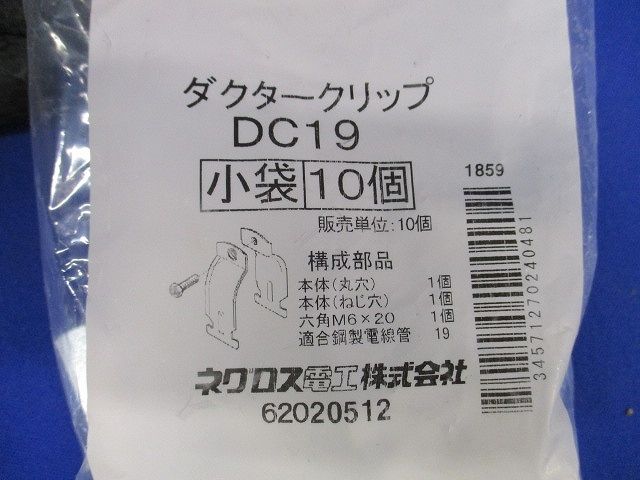 ダクタークリップ
DC19
小袋 10個
販売単位:10個
1859
構成部品
本体(丸穴) 1個
本体(ねじ穴) 1個
六角M6×20 1個
適合鋼製電線管 19
3457127024​0481
ネグロス電工株式会社
62020512